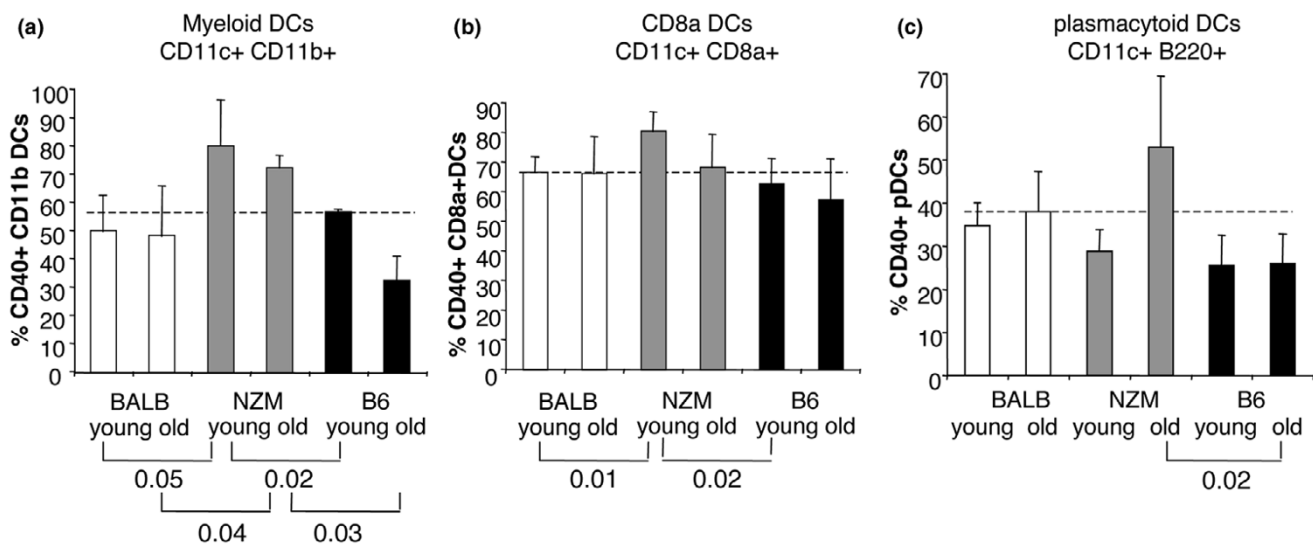 (a)
Myeloid DCs
CD11c+ CD11b+
% CD40+ CD11b DCs
100
90
80
70
60
50
40
30
20
10
0
BALB NZM B6
young old young old young old
0.05 0.02
0.04 0.03
(b)
CD8a DCs
CD11c+ CD8a+
% CD40+ CD8a+DCs
90
80
70
60
50
40
30
20
10
0
BALB NZM B6
young old young old young old
0.01 0.02
(c)
plasmacytoid DCs
CD11c+ B220+
% CD40+ pDCs
70
60
50
40
30
20
10
0
BALB NZM B6
young old young old young old
0.02